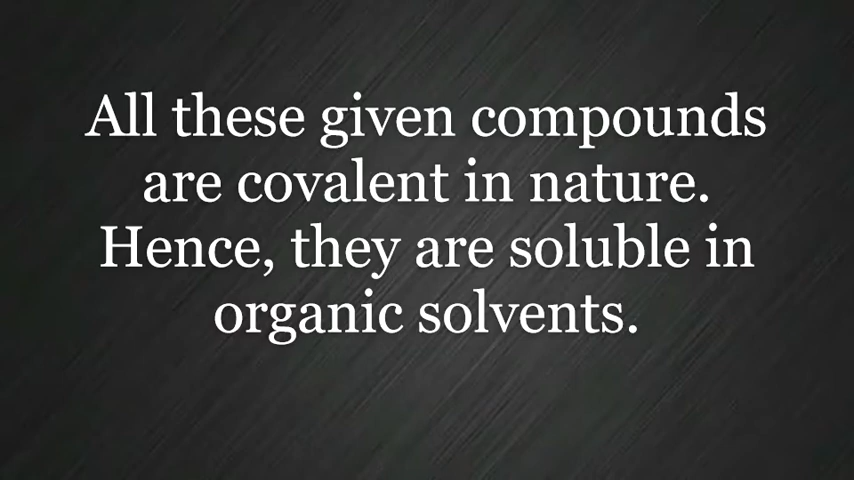 All these given compounds
are covalent in nature.
Hence, they are soluble in
organic solvents.